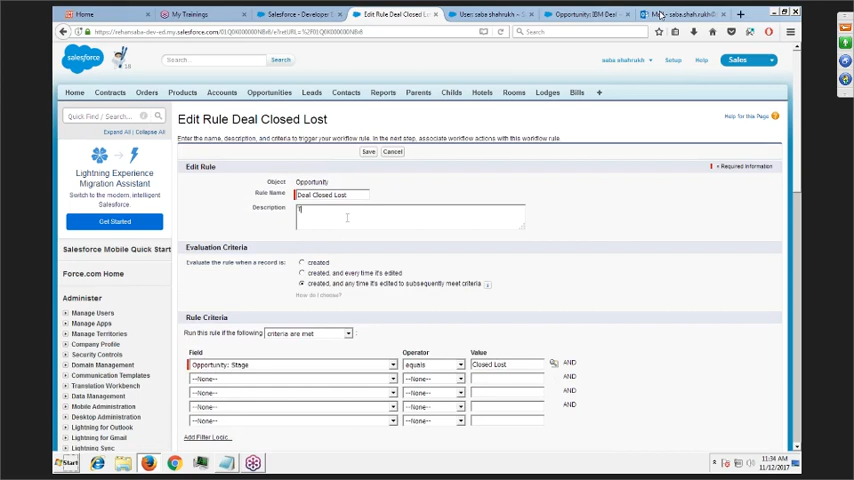 Home
My Trainings
Salesforce - Developer
Edit Rule Deal Closed Los
User: saba shahrukh ~ S
Opportunity: IBM Deal
saba.shah.rukh@
Search
salesforce
18
Search...
Search
saba shahrukh
Setup
Help
Sales
Home Contracts Orders Products Accounts Opportunities Leads Contacts Reports Parents Childs Hotels Rooms Lodges Bills +
Quick Find / Search...
Expand All | Collapse All
Lightning Experience
Migration Assistant
Switch to the modern, intelligent
Salesforce.
Get Started
Salesforce Mobile Quick Start
Force.com Home
Administer
Manage Users
Manage Apps
Manage Territories
Company Profile
Security Controls
Domain Management
Communication Templates
Translation Workbench
Data Management
Mobile Administration
Desktop Administration
Lightning for Outlook
Lightning for Gmail
Lightning Sync
Edit Rule Deal Closed Lost
Help for this Page
Enter the name, description, and criteria to trigger your workflow rule. In the next step, associate workflow actions with this workflow rule.
Save Cancel
Edit Rule
= Required Information
Object Opportunity
Rule Name Deal Closed Lost
Description T
Evaluation Criteria
Evaluate the rule when a record is:
created
created, and every time it's edited
created, and any time it's edited to subsequently meet criteria i
How do I choose?
Rule Criteria
Run this rule if the following criteria are met :
Field Operator Value
Opportunity: Stage equals Closed Lost AND
--None-- --None-- AND
--None-- --None-- AND
--None-- --None-- AND
--None-- --None--
Add Filter Logic...
Start
11:34 AM
11/12/2017